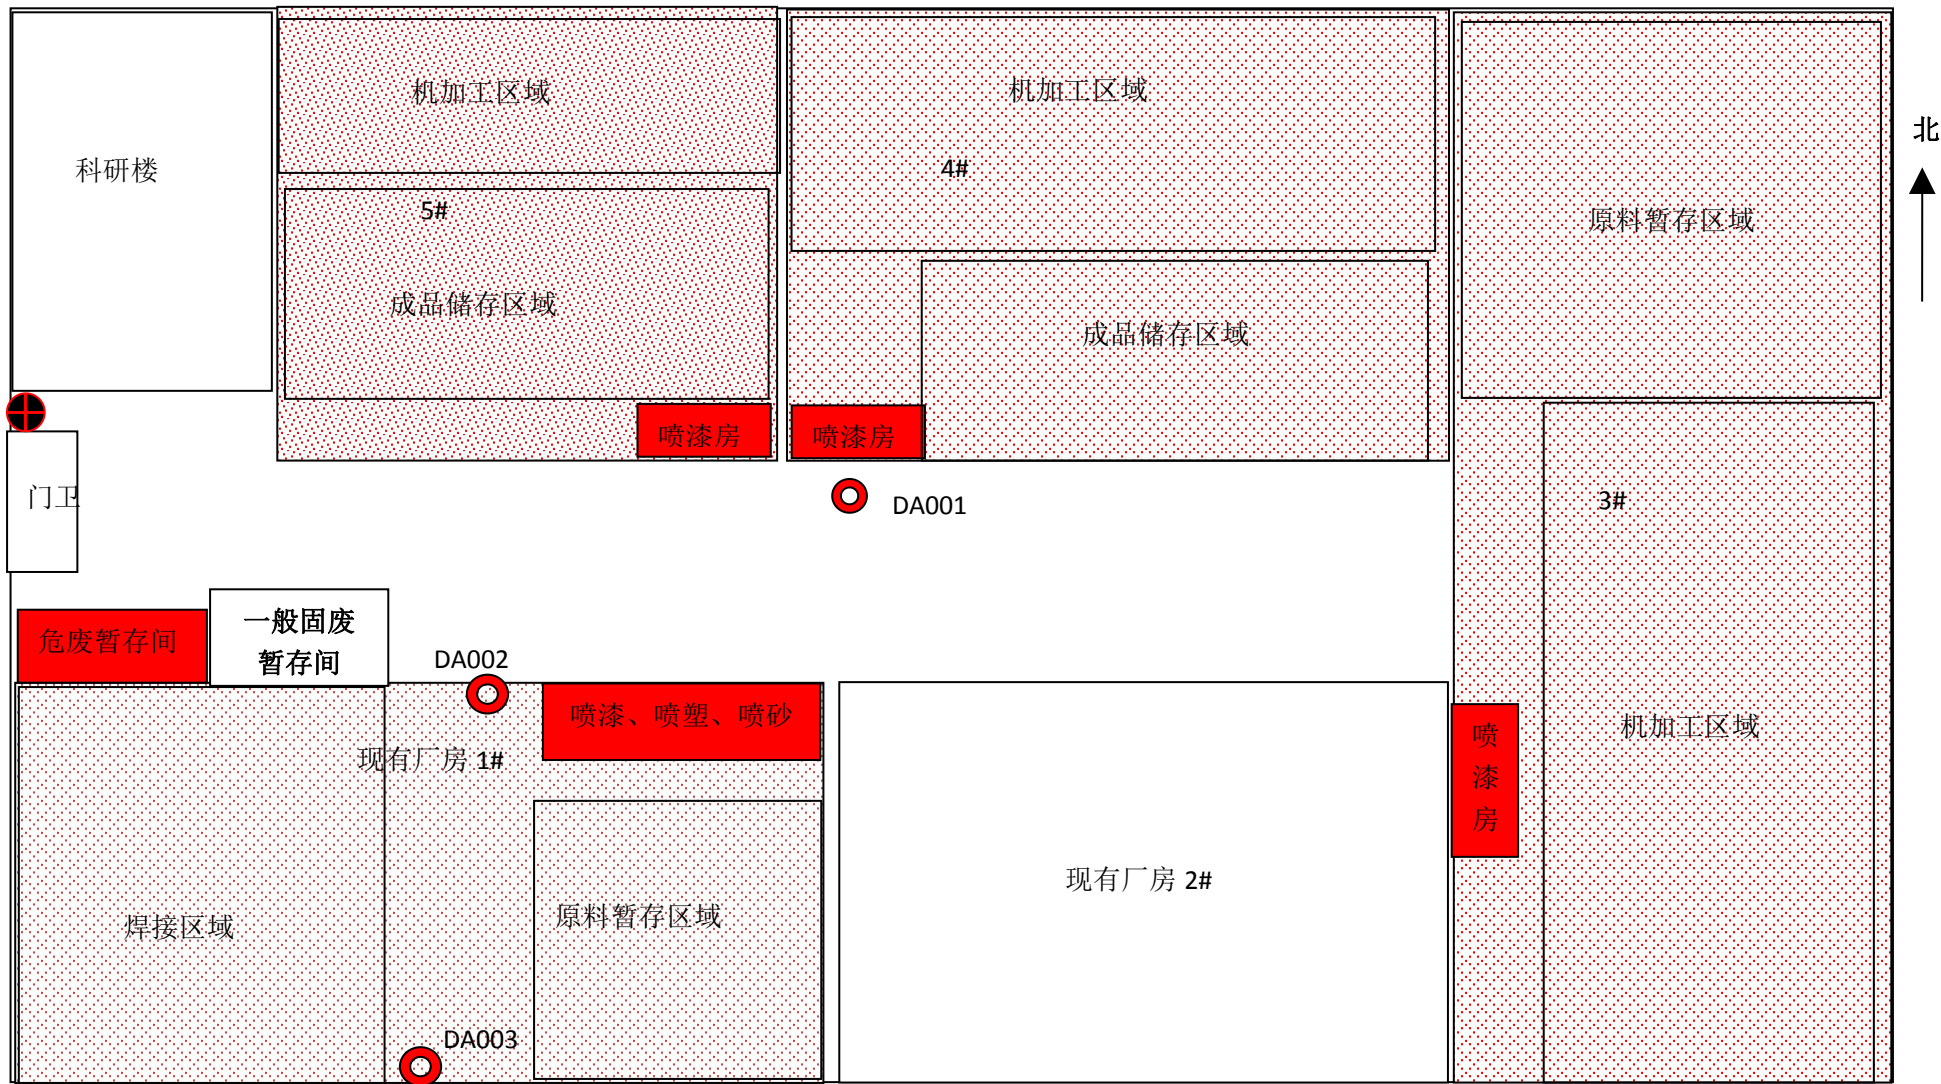 机加工区域
机加工区域
北
科研楼
4#
5#
原料暂存区域
成品储存区域
成品储存区域
喷漆房
喷漆房
门卫
DA001
3#
一般固废
暂存间
危废暂存间
DA002
喷漆、喷塑、喷砂
现有厂房 1#
机加工区域
喷
漆
房
现有厂房 2#
焊接区域
原料暂存区域
DA003